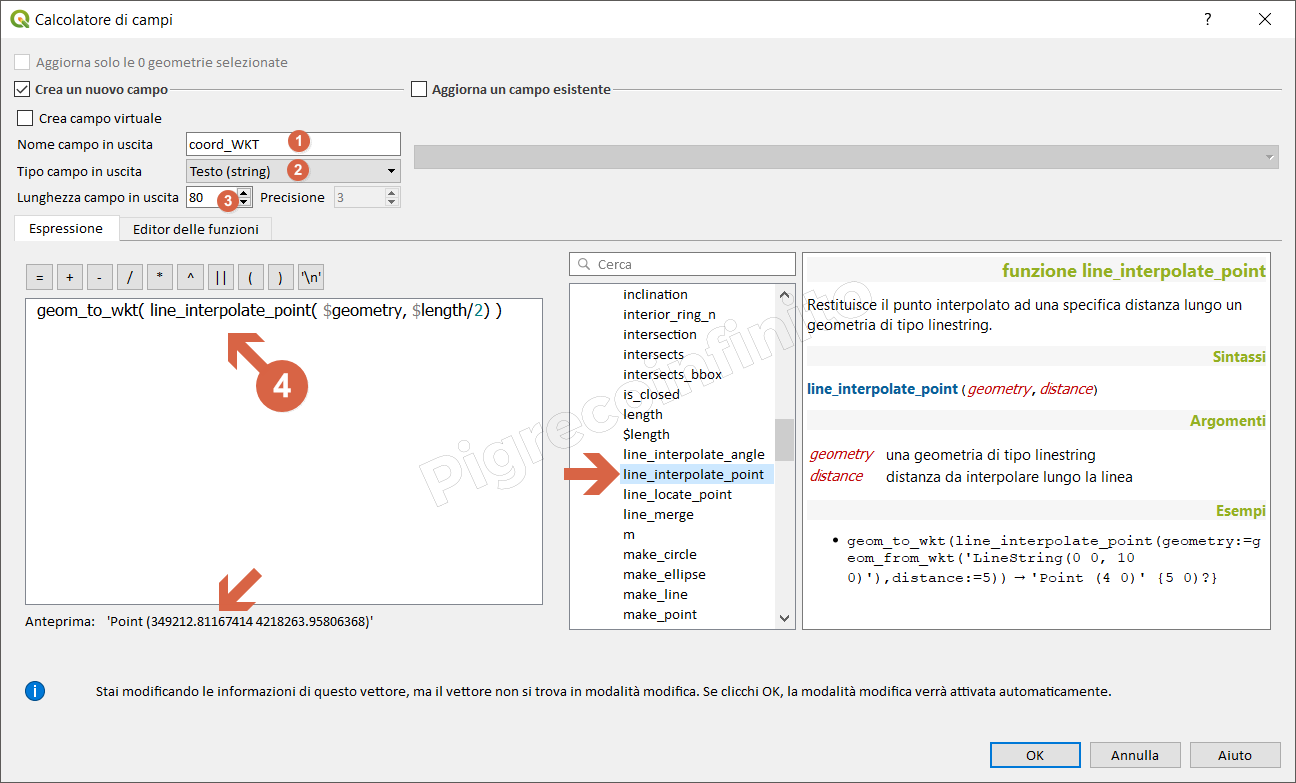 Calcolatore di campi
?
Aggiorna solo le 0 geometrie selezionate
Crea un nuovo campo
Aggiorna un campo esistente
Crea campo virtuale
Nome campo in uscita coord_WKT 1
Tipo campo in uscita Testo (string) 2
Lunghezza campo in uscita 80 3 Precisione 3
Espressione Editor delle funzioni
= + - / * ^ || ( ) '\n'
geom_to_wkt( line_interpolate_point( $geometry, $length/2) )
4
Anteprima: 'Point (349212.81167414 4218263.95806368)'
Cerca
inclination
interior_ring_n
intersection
intersects
intersects_bbox
is_closed
length
$length
line_interpolate_angle
line_interpolate_point
line_locate_point
line_merge
m
make_circle
make_ellipse
make_line
make_point
funzione line_interpolate_point
Restituisce il punto interpolato ad una specifica distanza lungo un
geometria di tipo linestring.
Sintassi
line_interpolate_point (geometry, distance)
Argomenti
geometry una geometria di tipo linestring
distance distanza da interpolare lungo la linea
Esempi
• geom_to_wkt(line_interpolate_point(geometry:=g
eom_from_wkt('LineString(0 0, 10
0)'),distance:=5)) → 'Point (4 0)' {5 0)?}
Pigrecoinfinito
i Stai modificando le informazioni di questo vettore, ma il vettore non si trova in modalità modifica. Se clicchi OK, la modalità modifica verrà attivata automaticamente.
OK Annulla Aiuto